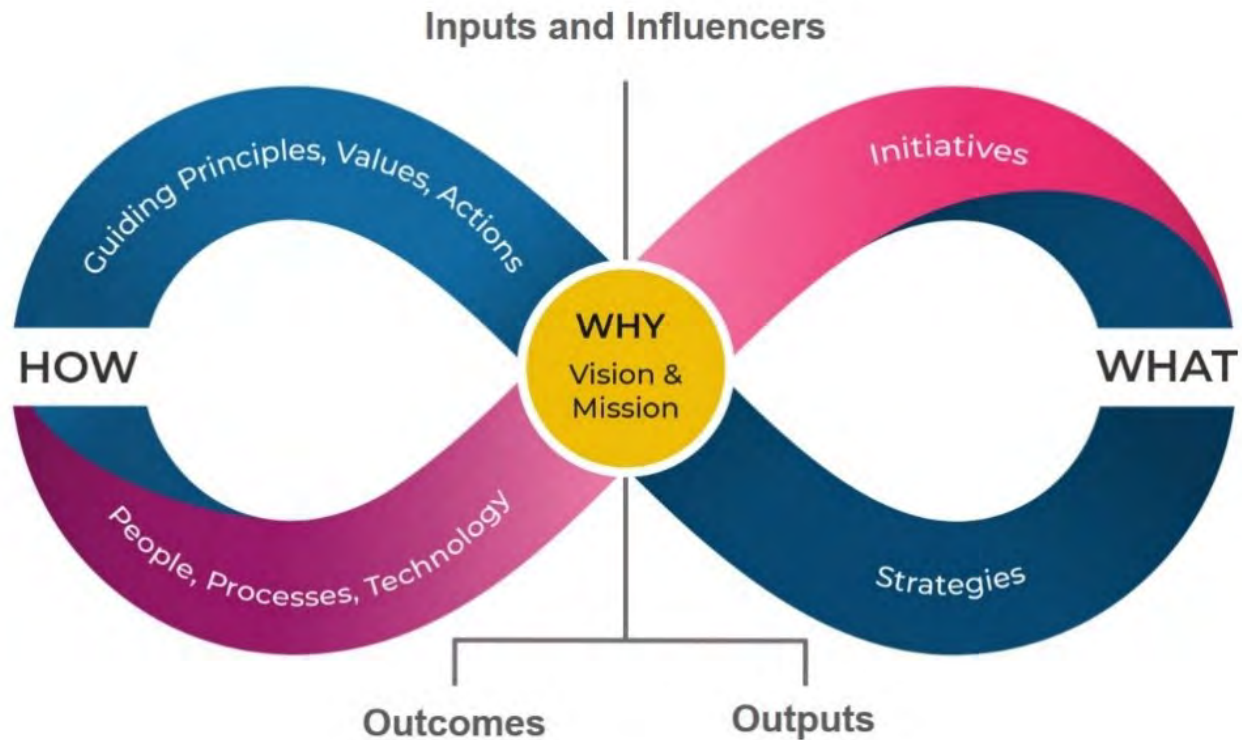 Inputs and Influencers
Guiding Principles, Values, Actions
Initiatives
HOW
WHY
Vision &
Mission
WHAT
People, Processes, Technology
Strategies
Outcomes
Outputs